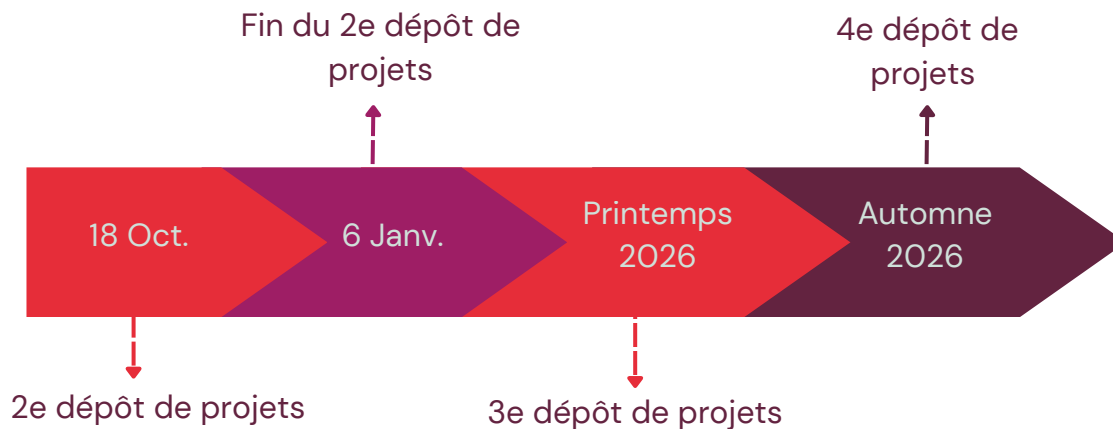 Fin du 2e dépôt de
projets
4e dépôt de
projets
18 Oct.
6 Janv.
Printemps
2026
Automne
2026
2e dépôt de projets
3e dépôt de projets